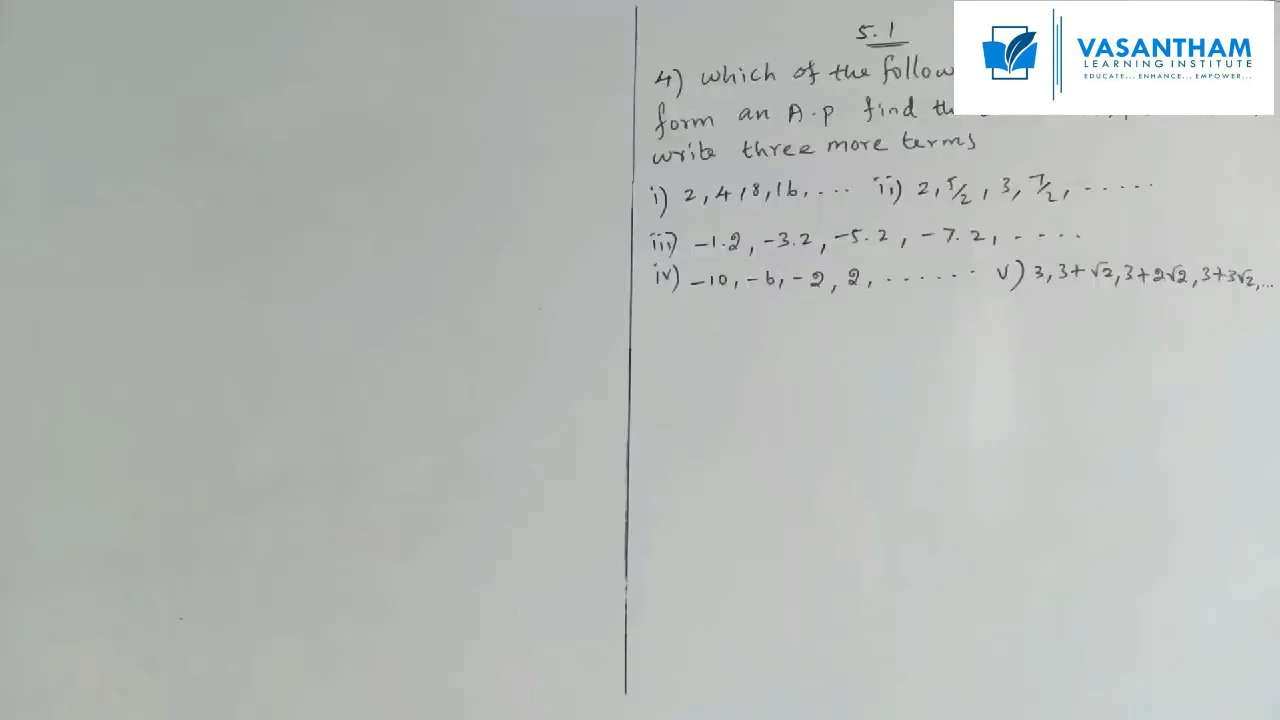 5.1
VASANTHAM
LEARNING INSTITUTE
EDUCATE... ENHANCE... EMPOWER...
4) which of the follow
form an A.p find th
write three more terms
i) 2, 4, 8, 16, ... ii) 2, 5/2, 3, 7/2, .....
iii) -1.2, -3.2, -5.2, -7.2, ....
iv) -10, -6, -2, 2, ...... v) 3, 3+√2, 3+2√2, 3+3√2, ...